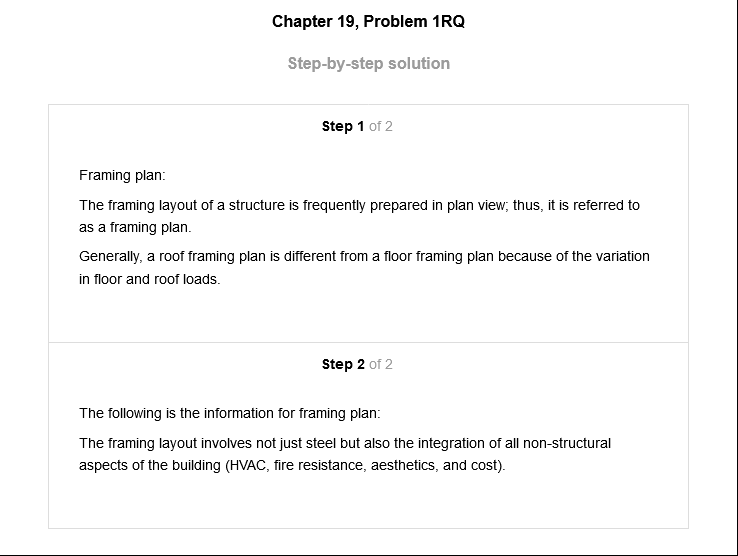 Chapter 19, Problem 1RQ
Step-by-step solution
Step 1 of 2
Framing plan:
The framing layout of a structure is frequently prepared in plan view; thus, it is referred to
as a framing plan.
Generally, a roof framing plan is different from a floor framing plan because of the variation
in floor and roof loads.
Step 2 of 2
The following is the information for framing plan:
The framing layout involves not just steel but also the integration of all non-structural
aspects of the building (HVAC, fire resistance, aesthetics, and cost).